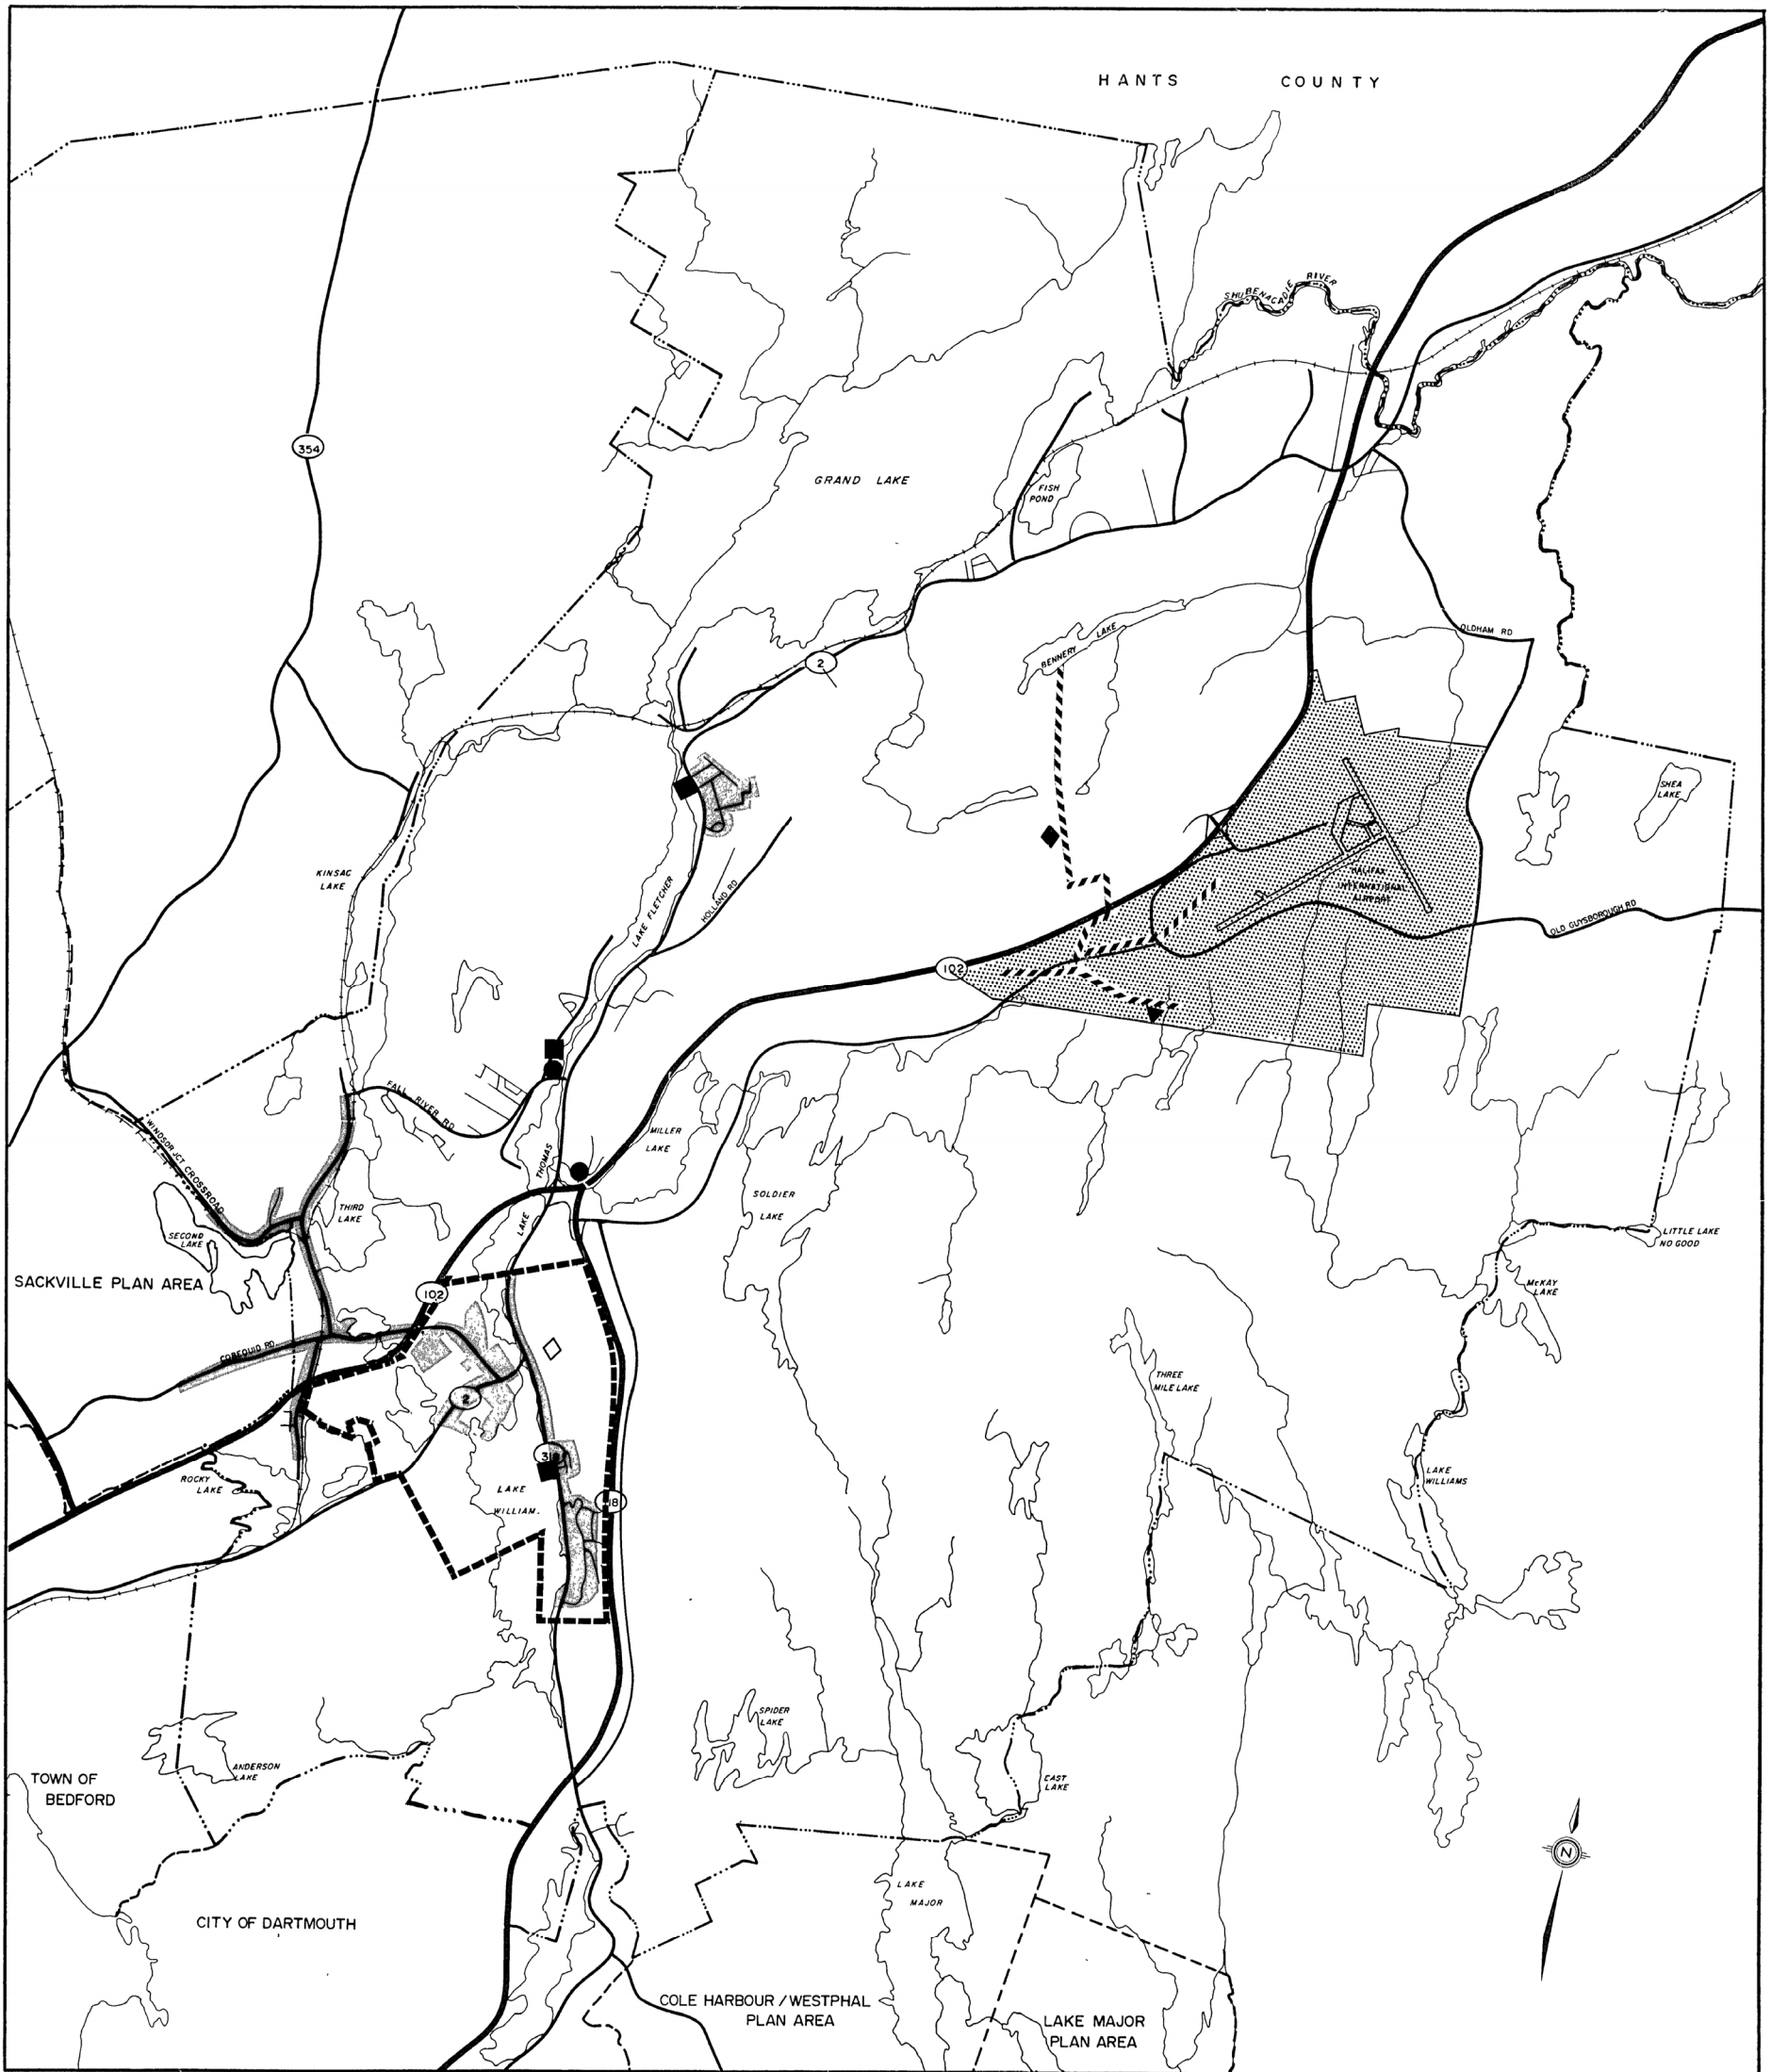 HANTS COUNTY
SHUBENACADIE RIVER
354
GRAND LAKE
FISH
POND
OLDHAM RD
BENNERY LAKE
2
SHEA
LAKE
KINSAC
LAKE
LAKE FLETCHER
HOLLAND RD
HALIFAX
INTERNATIONAL
AIRPORT
OLD GUYSBOROUGH RD
102
FALL RIVER RD
WINDSOR JCT CROSSROAD
MILLER
LAKE
LAKE THOMAS
THIRD
LAKE
SOLDIER
LAKE
SECOND
LAKE
LITTLE LAKE
NO GOOD
SACKVILLE PLAN AREA
McKAY
LAKE
102
COBEQUID RD.
THREE
MILE LAKE
2
ROCKY
LAKE
LAKE
WILLIAM.
LAKE
WILLIAMS
SPIDER
LAKE
ANDERSON
LAKE
EAST
LAKE
TOWN OF
BEDFORD
N
LAKE
MAJOR
CITY OF DARTMOUTH
COLE HARBOUR / WESTPHAL
PLAN AREA
LAKE MAJOR
PLAN AREA